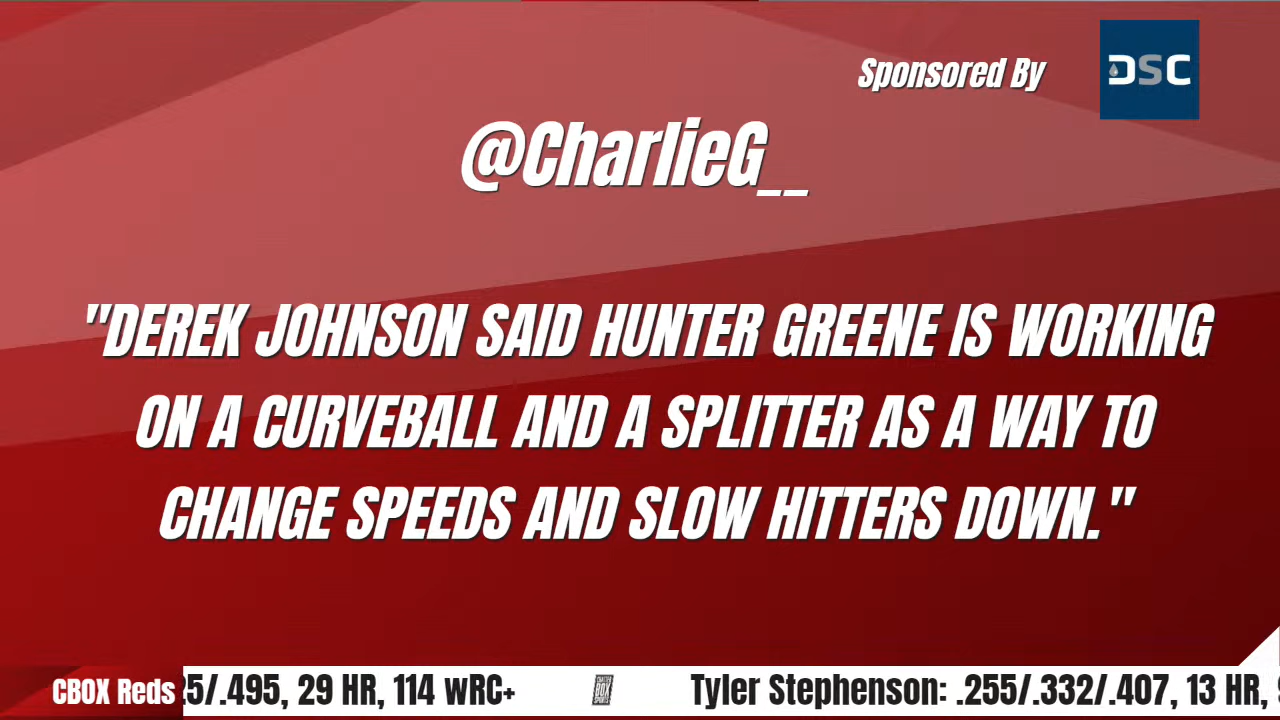 Sponsored By
DSC
@CharlieG__
"DEREK JOHNSON SAID HUNTER GREENE IS WORKING
ON A CURVEBALL AND A SPLITTER AS A WAY TO
CHANGE SPEEDS AND SLOW HITTERS DOWN."
CBOX Reds 5/.495, 29 HR, 114 wRC+ Tyler Stephenson: .255/.332/.407, 13 HR,